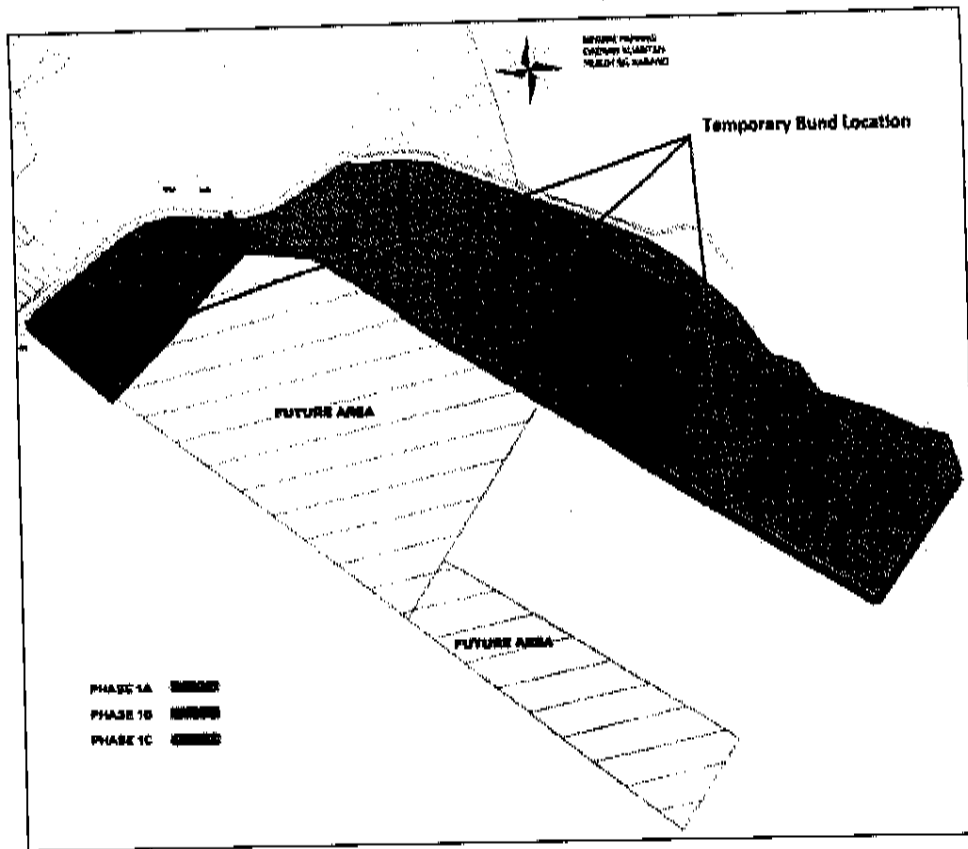 Temporary Bund Location
FUTURE AREA
FUTURE AREA
PHASE 1A
PHASE 1B
PHASE 1C